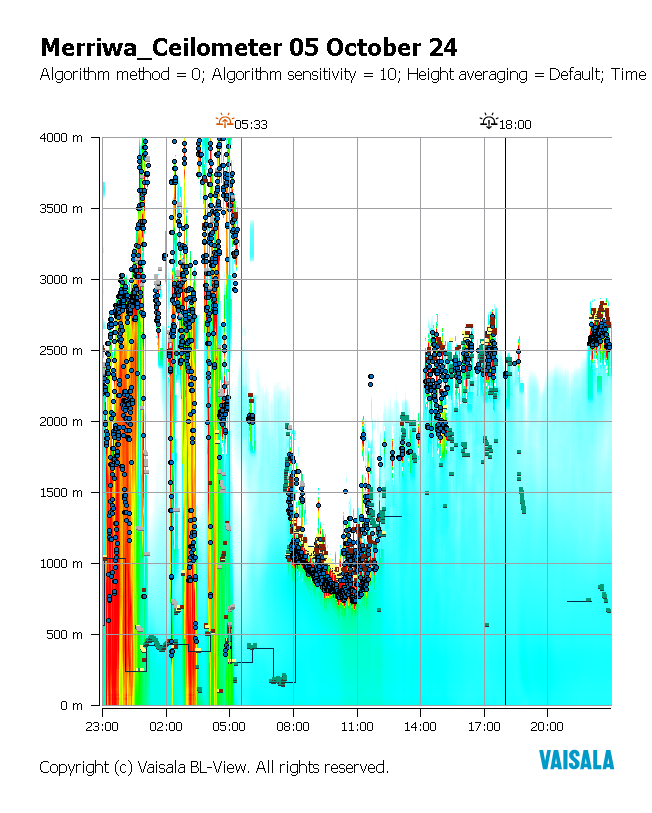 Merriwa_Ceilometer 05 October 24
Algorithm method = 0; Algorithm sensitivity = 10; Height averaging = Default; Time
05:33
18:00
4000 m
3500 m
3000 m
2500 m
2000 m
1500 m
1000 m
500 m
0 m
23:00 02:00 05:00 08:00 11:00 14:00 17:00 20:00
Copyright (c) Vaisala BL-View. All rights reserved.
VAISALA